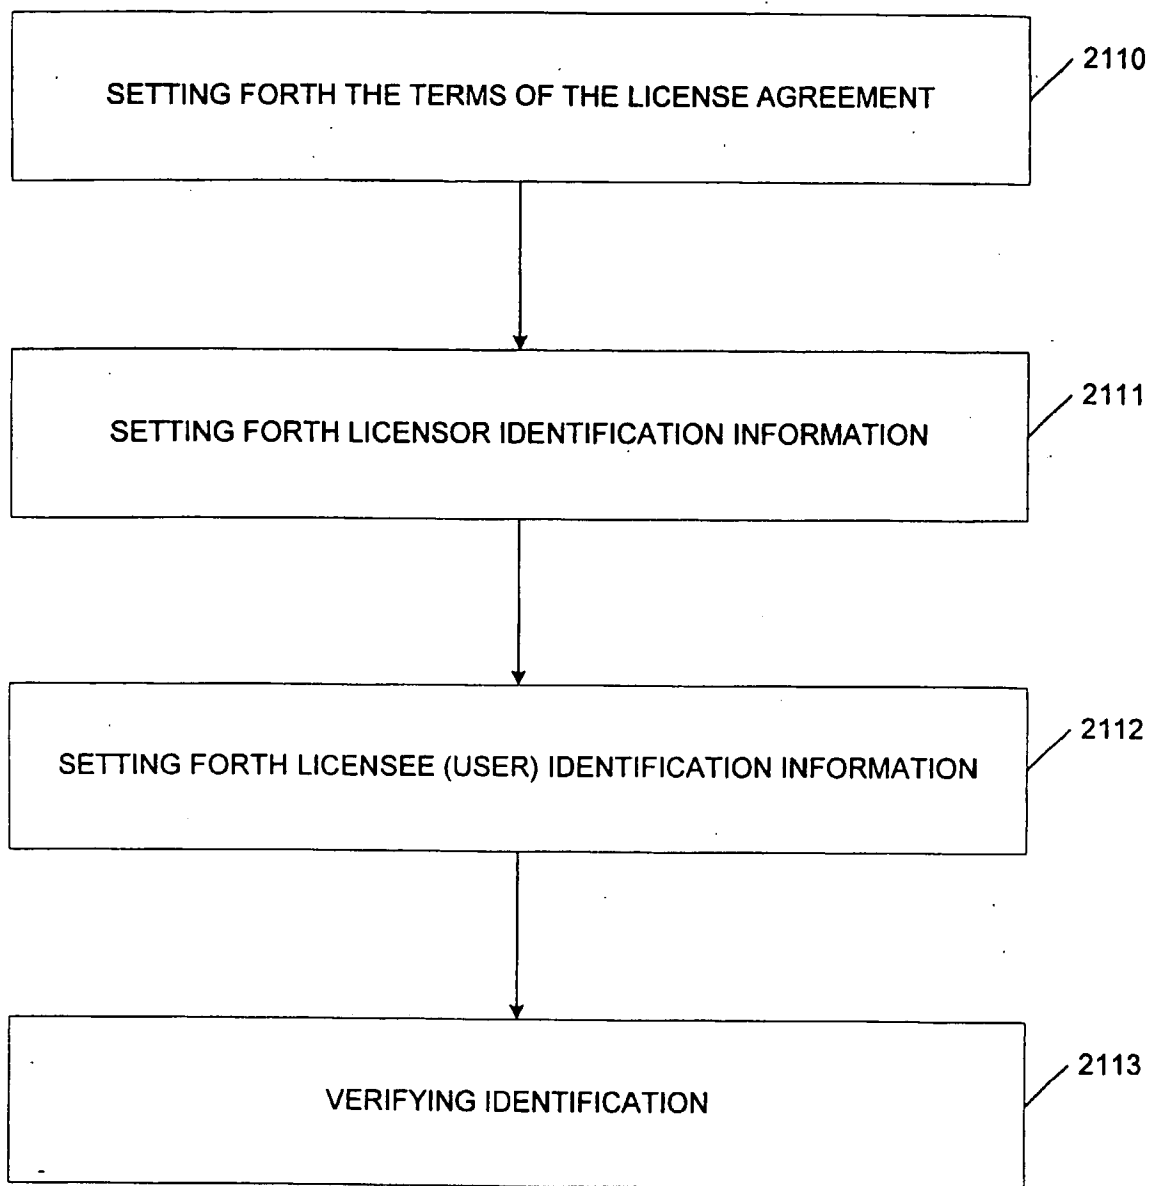 SETTING FORTH THE TERMS OF THE LICENSE AGREEMENT
2110
SETTING FORTH LICENSOR IDENTIFICATION INFORMATION
2111
SETTING FORTH LICENSEE (USER) IDENTIFICATION INFORMATION
2112
VERIFYING IDENTIFICATION
2113